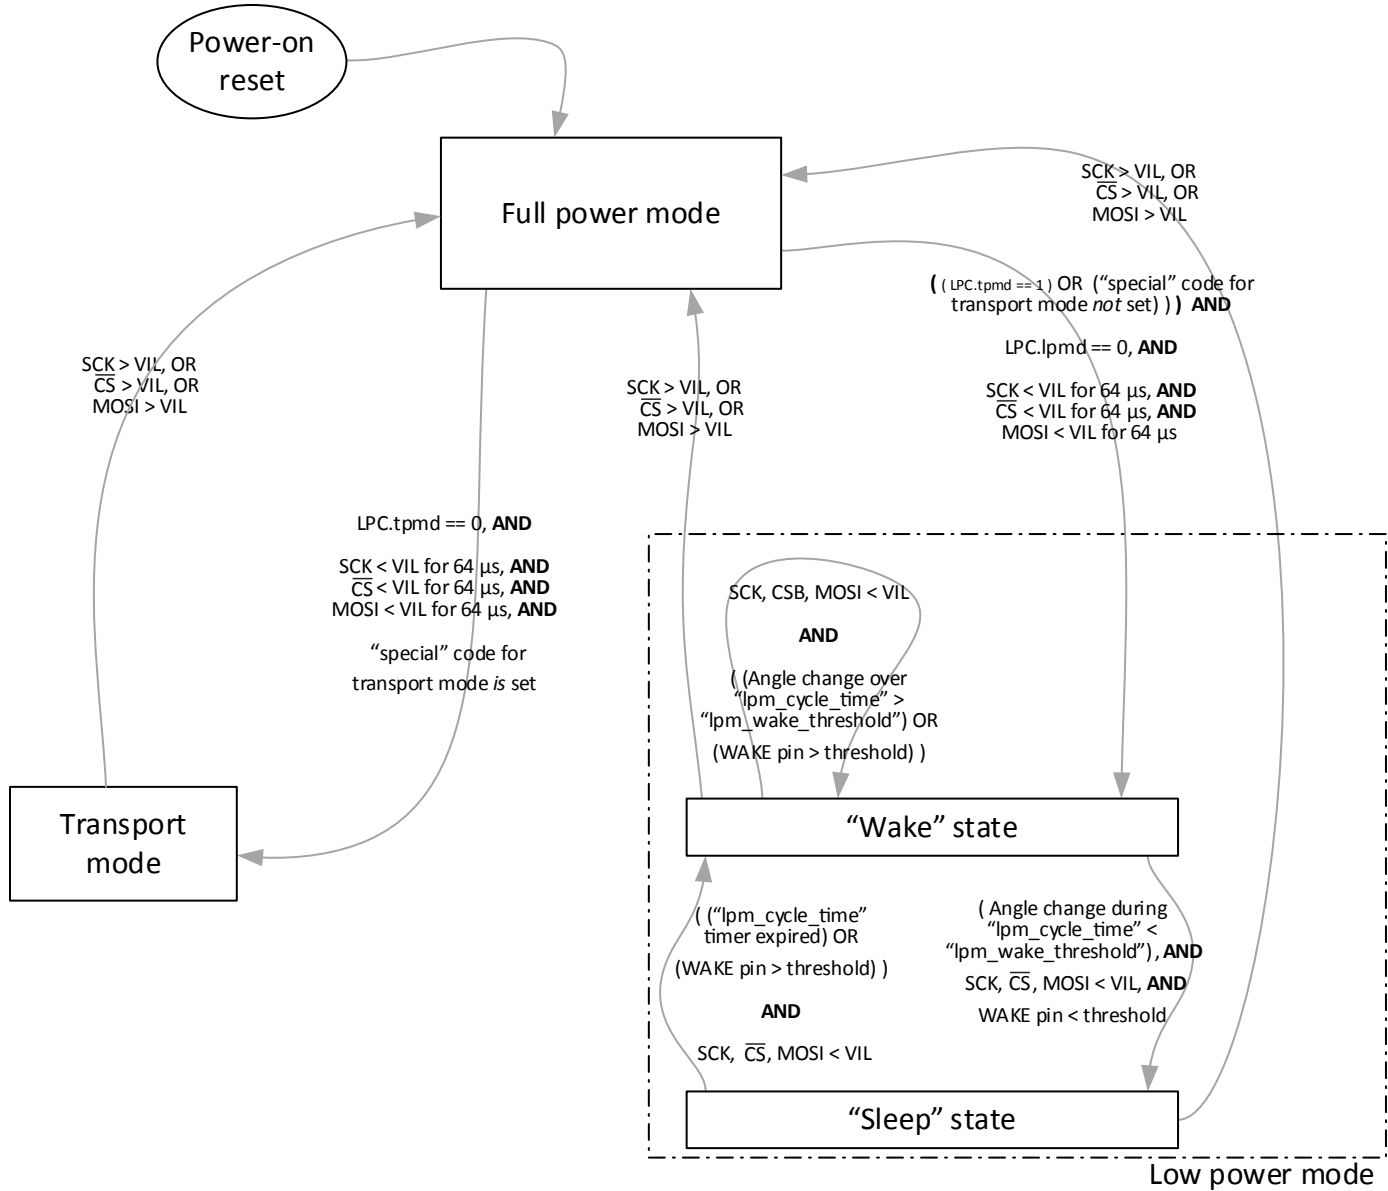 Power-on
reset
Full power mode
SCK > VIL, OR
C̅S̅ > VIL, OR
MOSI > VIL
( ( LPC.tpmd == 1 ) OR (“special” code for
transport mode not set) ) ) AND
LPC.lpmd == 0, AND
SCK < VIL for 64 µs, AND
C̅S̅ < VIL for 64 µs, AND
MOSI < VIL for 64 µs
SCK > VIL, OR
C̅S̅ > VIL, OR
MOSI > VIL
SCK > VIL, OR
C̅S̅ > VIL, OR
MOSI > VIL
LPC.tpmd == 0, AND
SCK < VIL for 64 µs, AND
C̅S̅ < VIL for 64 µs, AND
MOSI < VIL for 64 µs, AND
“special” code for
transport mode is set
SCK, CSB, MOSI < VIL
AND
( (Angle change over
“lpm_cycle_time” >
“lpm_wake_threshold”) OR
(WAKE pin > threshold) )
Transport
mode
“Wake” state
( (“lpm_cycle_time”
timer expired) OR
(WAKE pin > threshold) )
AND
SCK, C̅S̅, MOSI < VIL
( Angle change during
“lpm_cycle_time” <
“lpm_wake_threshold”) , AND
SCK, C̅S̅, MOSI < VIL, AND
WAKE pin < threshold
“Sleep” state
Low power mode